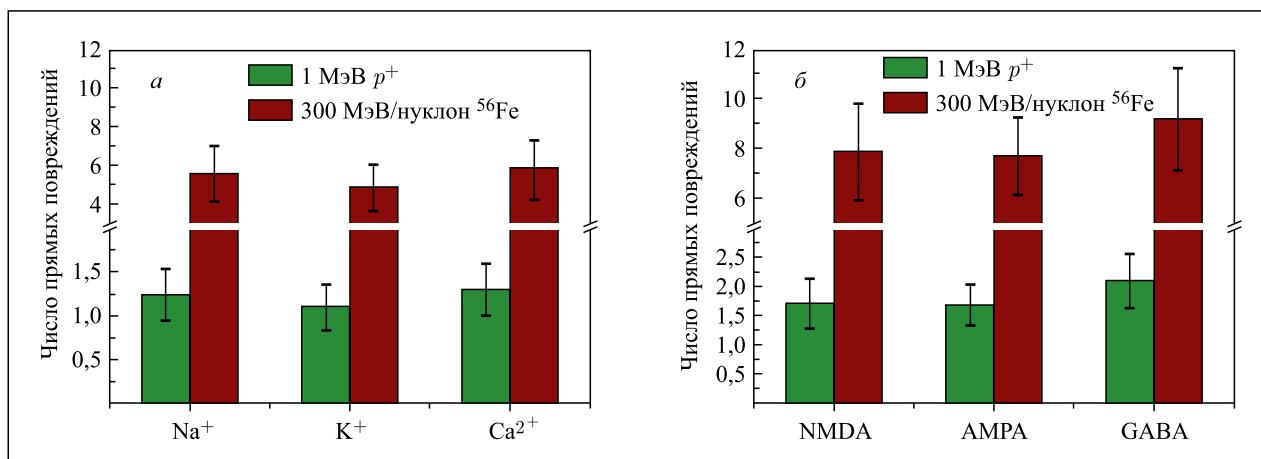 Число прямых повреждений
12
10
8
6
4
1,5
1,0
0,5
а
1 МэВ p⁺
300 МэВ/нуклон ⁵⁶Fe
Na⁺
K⁺
Ca²⁺
Число прямых повреждений
12
10
8
6
2,5
2,0
1,5
1,0
0,5
б
1 МэВ p⁺
300 МэВ/нуклон ⁵⁶Fe
NMDA
AMPA
GABA